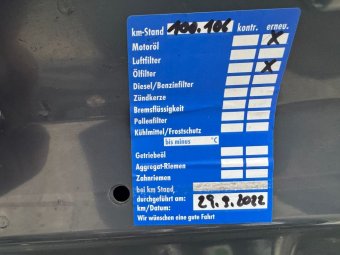 km-Stand 180.106 kontr. erneu.
Motoröl X
Luftfilter
Ölfilter X
Diesel/Benzinfilter
Zündkerze
Bremsflüssigkeit
Pollenfilter
Kühlmittel/Frostschutz
bis minus °C
Getriebeöl
Aggregat-Riemen
Zahnriemen
bei km Stand,
durchgeführt am: 29.9.2022
km/Datum:
Wir wünschen eine gute Fahrt